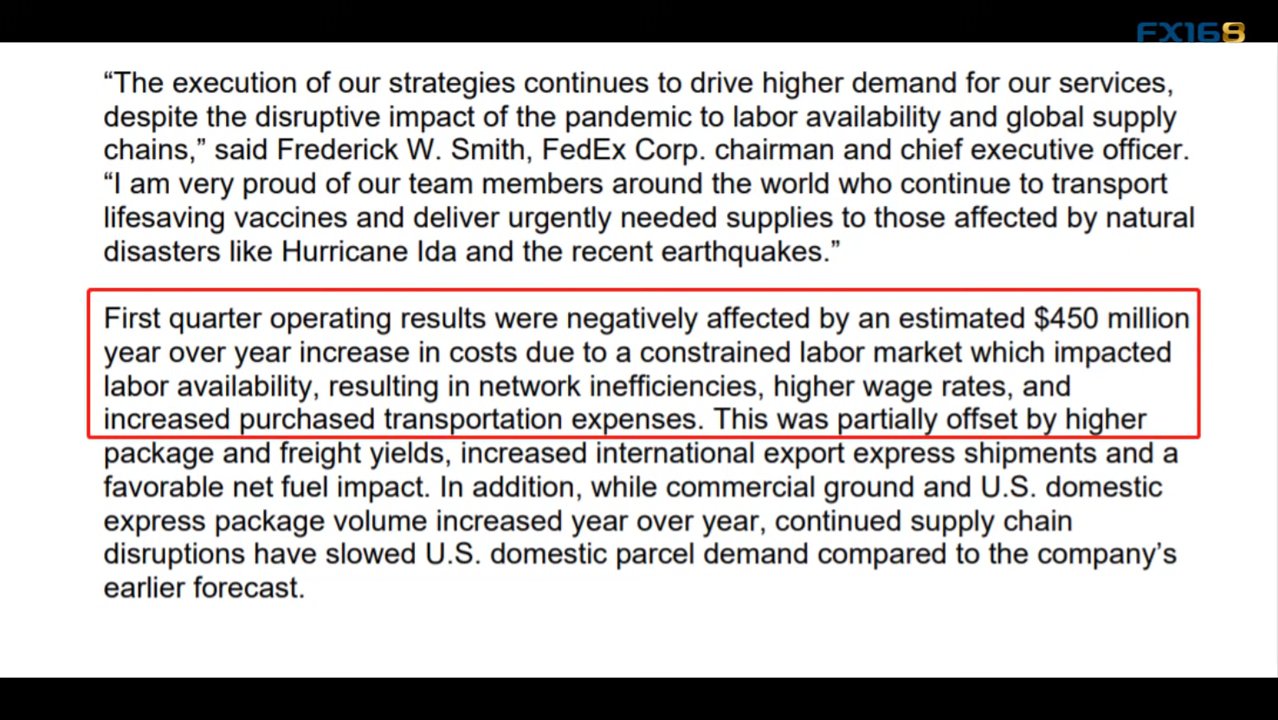 FX168
“The execution of our strategies continues to drive higher demand for our services,
despite the disruptive impact of the pandemic to labor availability and global supply
chains,” said Frederick W. Smith, FedEx Corp. chairman and chief executive officer.
“I am very proud of our team members around the world who continue to transport
lifesaving vaccines and deliver urgently needed supplies to those affected by natural
disasters like Hurricane Ida and the recent earthquakes.”
First quarter operating results were negatively affected by an estimated $450 million
year over year increase in costs due to a constrained labor market which impacted
labor availability, resulting in network inefficiencies, higher wage rates, and
increased purchased transportation expenses. This was partially offset by higher
package and freight yields, increased international export express shipments and a
favorable net fuel impact. In addition, while commercial ground and U.S. domestic
express package volume increased year over year, continued supply chain
disruptions have slowed U.S. domestic parcel demand compared to the company’s
earlier forecast.